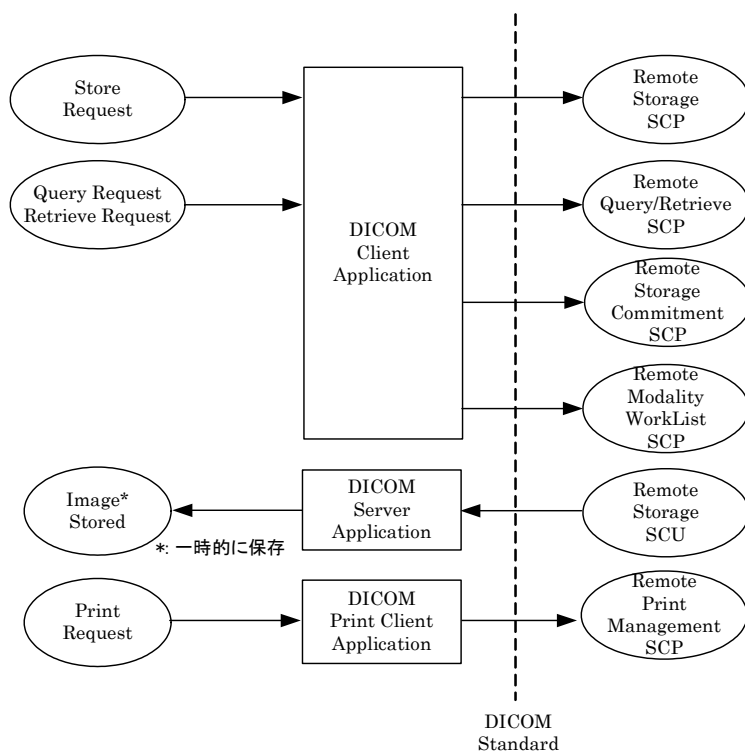 Store
Request
Query Request
Retrieve Request
DICOM
Client
Application
Remote
Storage
SCP
Remote
Query/Retrieve
SCP
Remote
Storage
Commitment
SCP
Remote
Modality
WorkList
SCP
Image*
Stored
*: 一時的に保存
DICOM
Server
Application
Remote
Storage
SCU
Print
Request
DICOM
Print Client
Application
Remote
Print
Management
SCP
DICOM
Standard